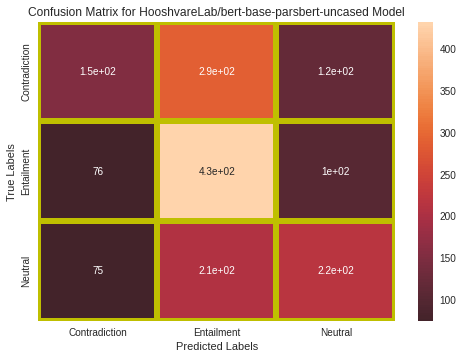 Confusion Matrix for HooshvareLab/bert-base-parsbert-uncased Model
True Labels
Contradiction
1.5e+02 2.9e+02 1.2e+02
Entailment
76 4.3e+02 1e+02
Neutral
75 2.1e+02 2.2e+02
Contradiction Entailment Neutral
Predicted Labels
400
350
300
250
200
150
100